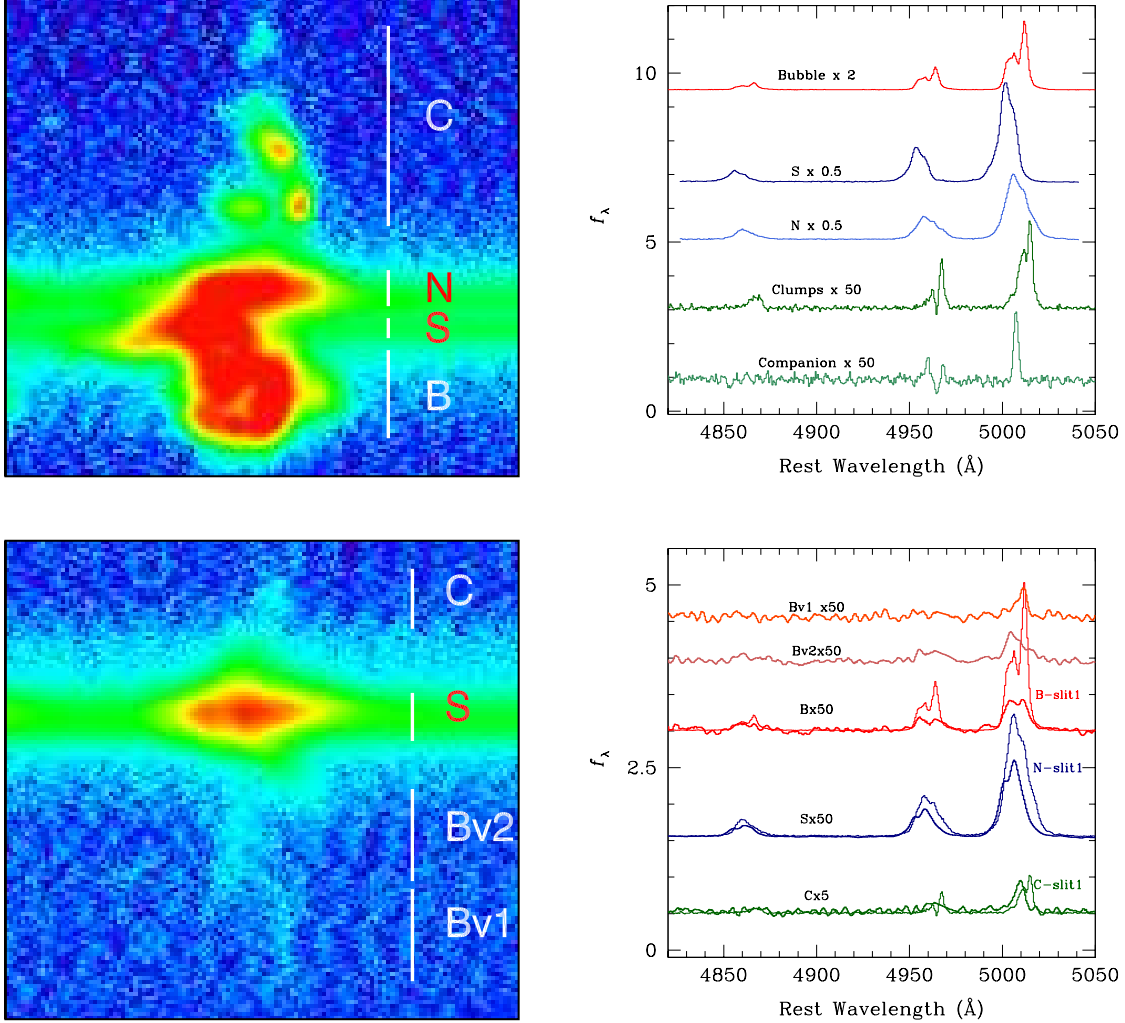 C
N
S
B
10
5
0
fλ
Bubble x 2
S x 0.5
N x 0.5
Clumps x 50
Companion x 50
4850 4900 4950 5000 5050
Rest Wavelength (Å)
C
S
Bv2
Bv1
5
2.5
0
fλ
Bv1 x50
Bv2x50
B-slit1
Bx50
N-slit1
Sx50
C-slit1
Cx5
4850 4900 4950 5000 5050
Rest Wavelength (Å)